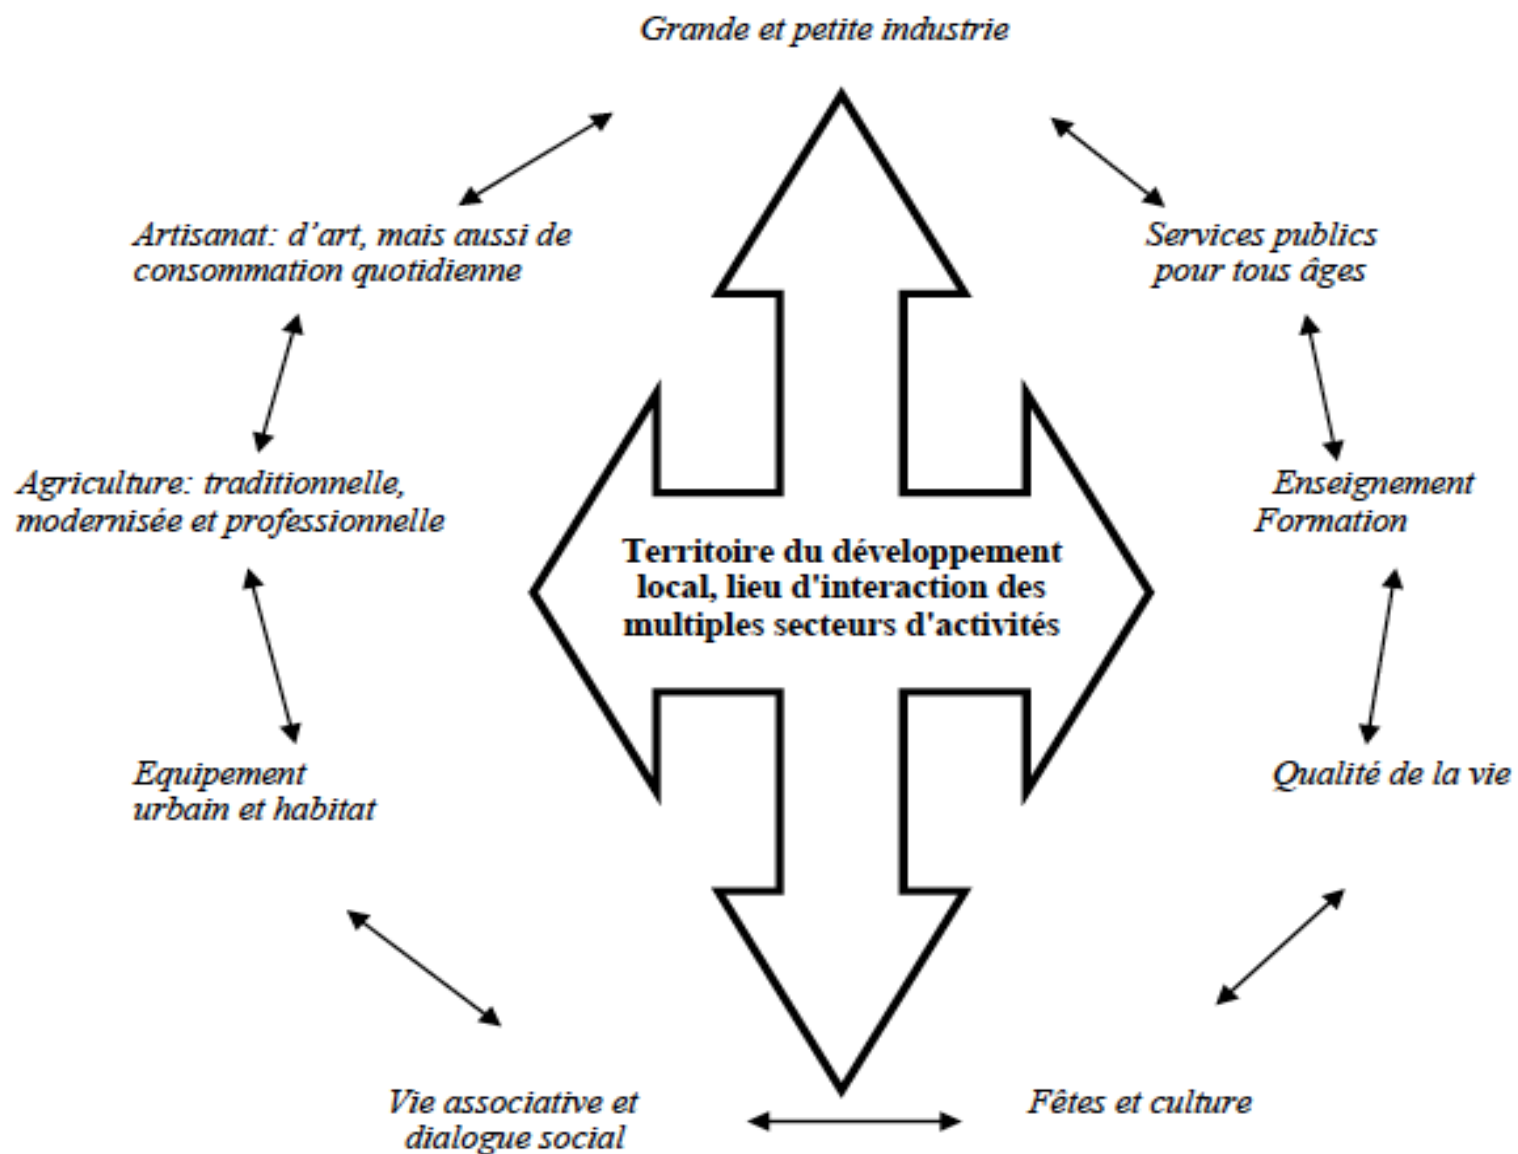 Grande et petite industrie
Artisanat: d'art, mais aussi de
consommation quotidienne
Services publics
pour tous âges
Agriculture: traditionnelle,
modernisée et professionnelle
Enseignement
Formation
Territoire du développement
local, lieu d'interaction des
multiples secteurs d'activités
Equipement
urbain et habitat
Qualité de la vie
Vie associative et
dialogue social
Fêtes et culture